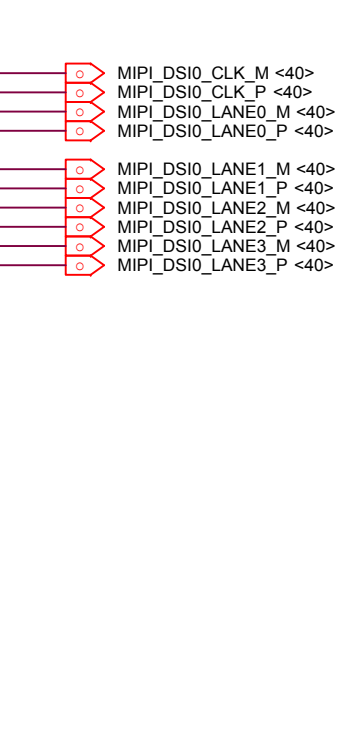 MIPI_DSI0_CLK_M <40>
MIPI_DSI0_CLK_P <40>
MIPI_DSI0_LANE0_M <40>
MIPI_DSI0_LANE0_P <40>
MIPI_DSI0_LANE1_M <40>
MIPI_DSI0_LANE1_P <40>
MIPI_DSI0_LANE2_M <40>
MIPI_DSI0_LANE2_P <40>
MIPI_DSI0_LANE3_M <40>
MIPI_DSI0_LANE3_P <40>